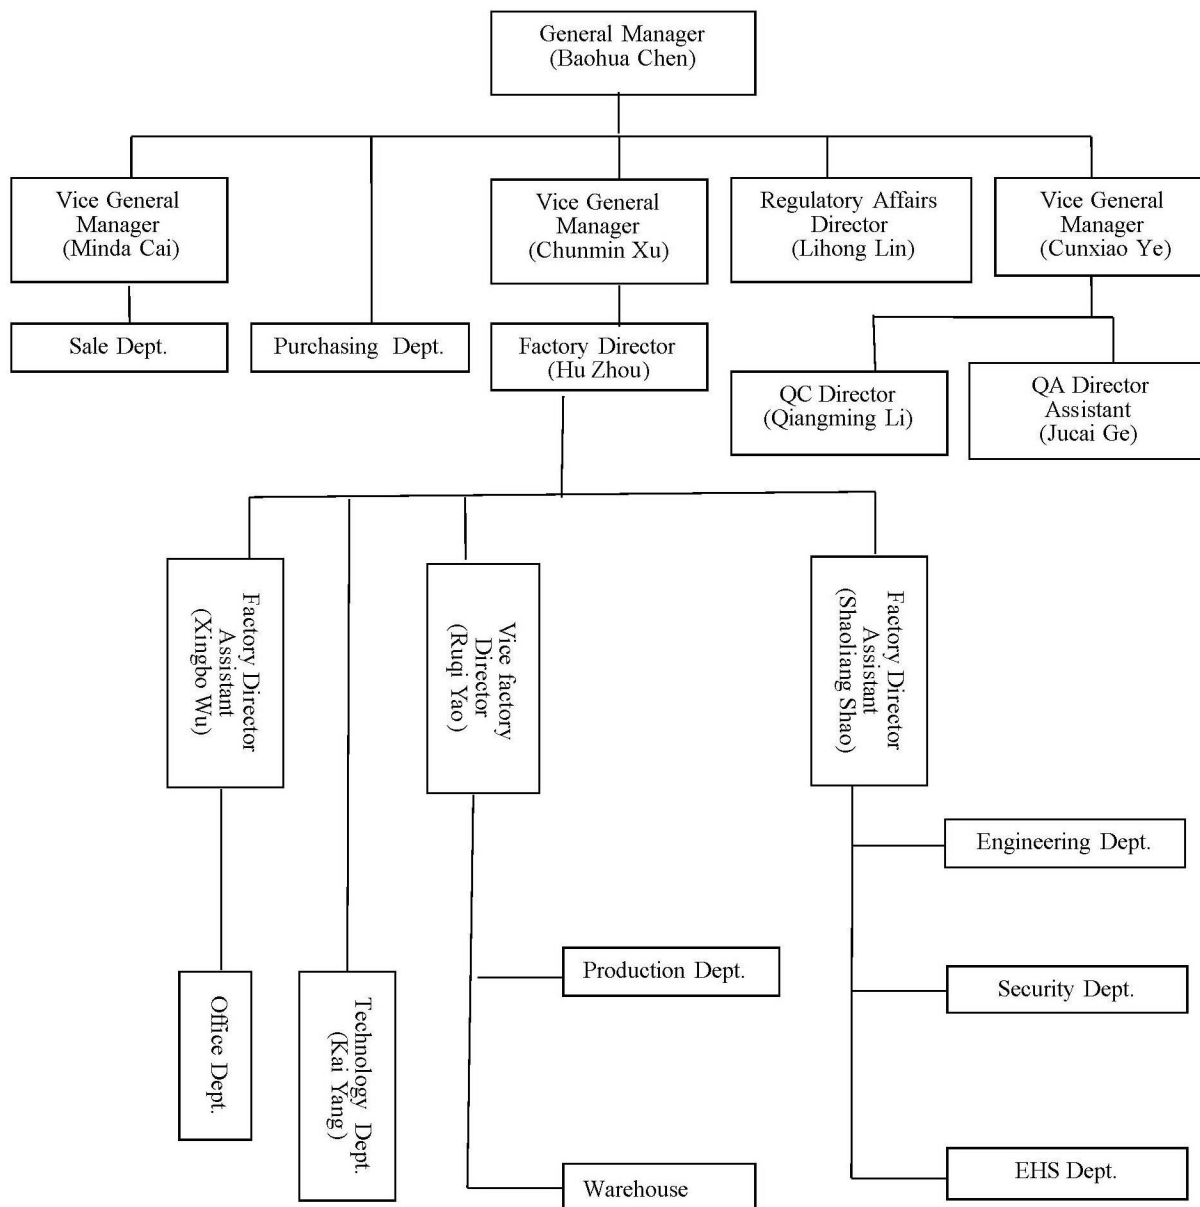 General Manager
(Baohua Chen)
Vice General
Manager
(Minda Cai)
Vice General
Manager
(Chunmin Xu)
Regulatory Affairs
Director
(Lihong Lin)
Vice General
Manager
(Cunxiao Ye)
Sale Dept.
Purchasing Dept.
Factory Director
(Hu Zhou)
QC Director
(Qiangming Li)
QA Director
Assistant
(Jucai Ge)
Factory Director
Assistant
(Xingbo Wu)
Vice factory
Director
(Ruqi Yao)
Factory Director
Assistant
(Shaoliang Shao)
Engineering Dept.
Production Dept.
Security Dept.
Office Dept.
Technology Dept.
(Kai Yang)
Warehouse
EHS Dept.